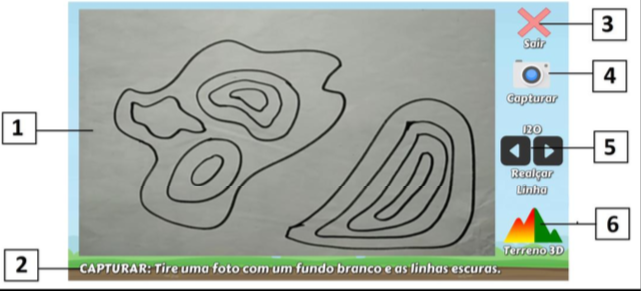 3
Sair
4
Capturar
1
120
5
Realçar
Linha
6
Terreno 3D
2
CAPTURAR: Tire uma foto com um fundo branco e as linhas escuras.